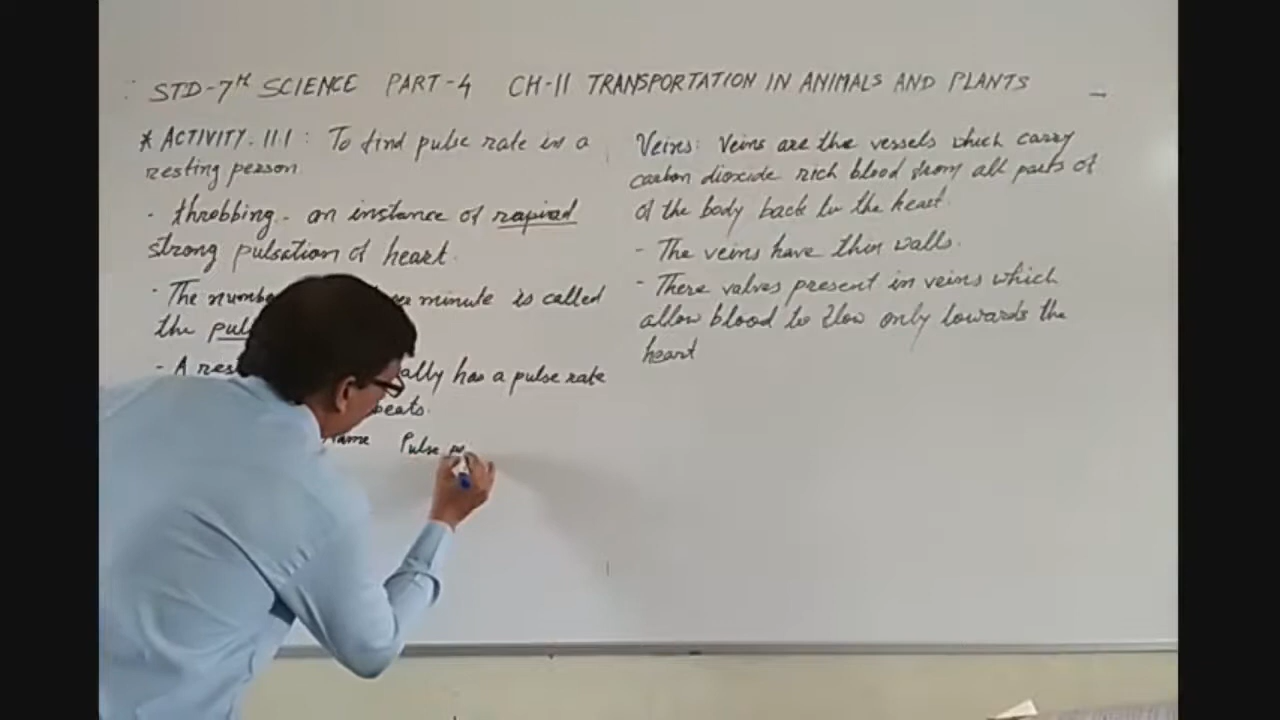 STD-7TH SCIENCE PART-4 CH-11 TRANSPORTATION IN ANIMALS AND PLANTS
* ACTIVITY. 11.1 : To find pulse rate in a
resting person
· throbbing - an instance of rapid
strong pulsation of heart.
· The number minute is called
the pul
- A res ally has a pulse rate
beats.
Name Pulse
Veins: Veins are the vessels which carry
carbon dioxide rich blood from all parts of
of the body back to the heart.
- The veins have thin walls.
- There valves present in veins which
allow blood to flow only towards the
heart